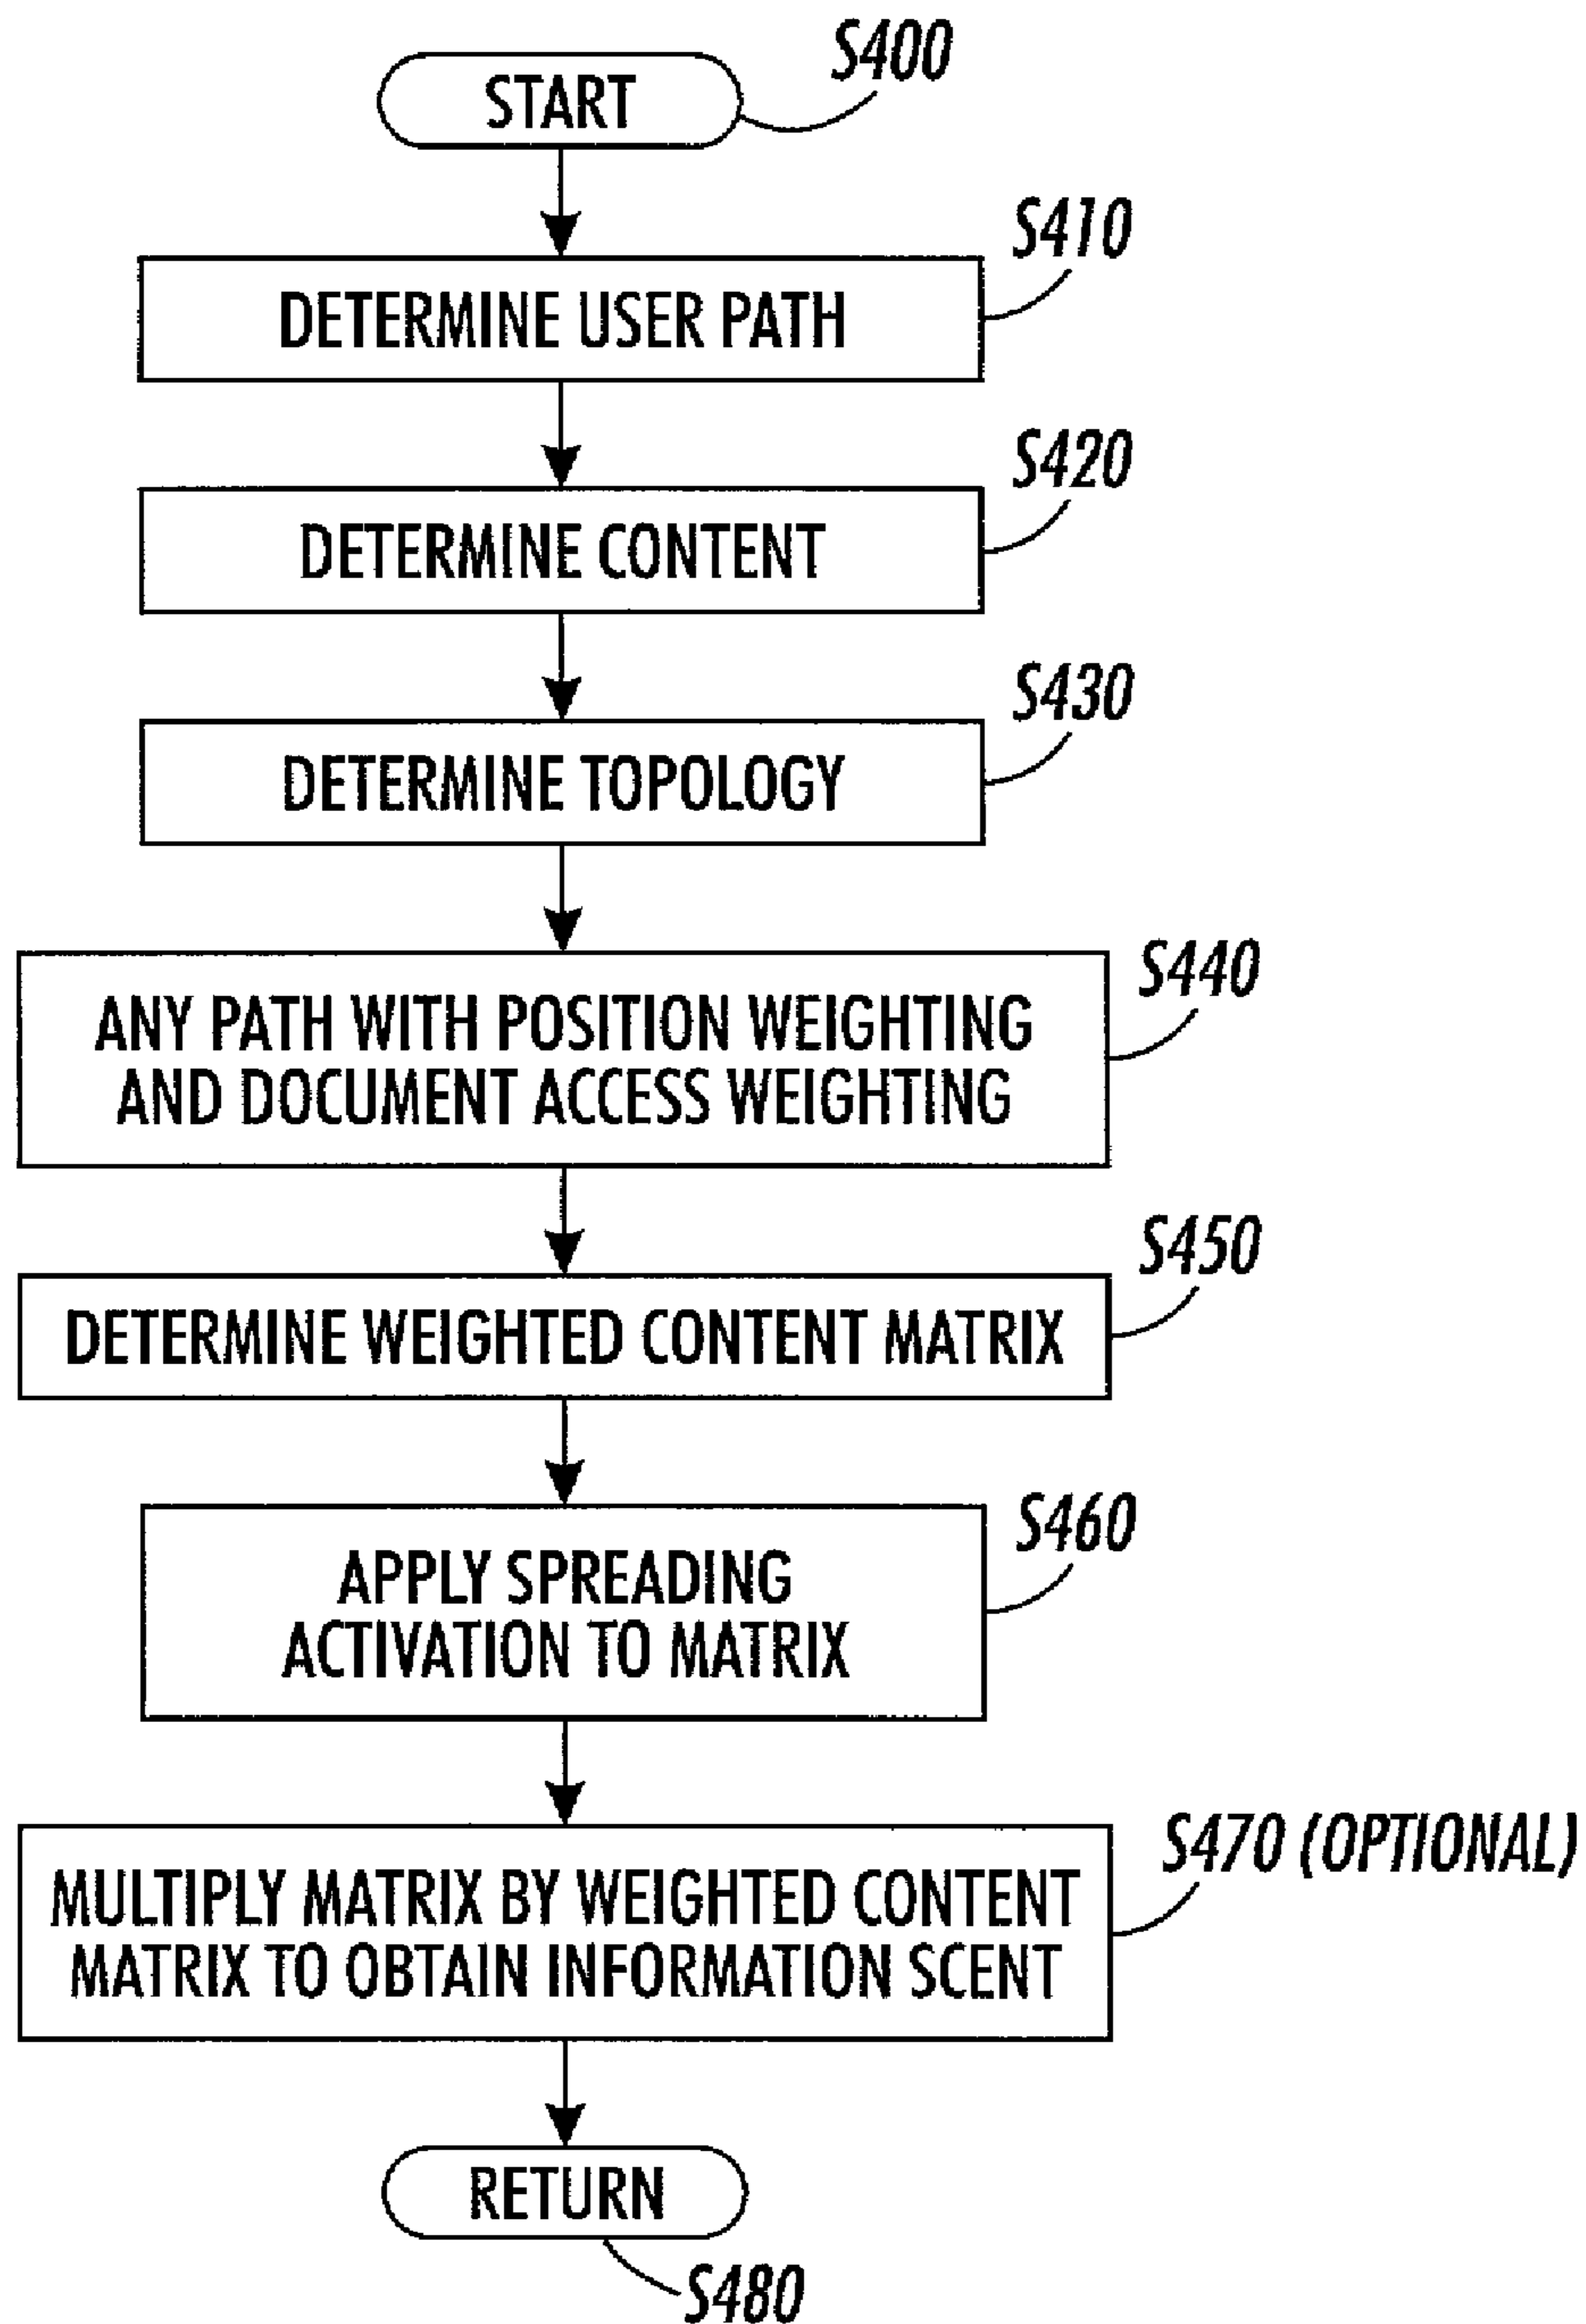 S400
START
S410
DETERMINE USER PATH
S420
DETERMINE CONTENT
S430
DETERMINE TOPOLOGY
S440
ANY PATH WITH POSITION WEIGHTING
AND DOCUMENT ACCESS WEIGHTING
S450
DETERMINE WEIGHTED CONTENT MATRIX
S460
APPLY SPREADING
ACTIVATION TO MATRIX
S470 (OPTIONAL)
MULTIPLY MATRIX BY WEIGHTED CONTENT
MATRIX TO OBTAIN INFORMATION SCENT
RETURN
S480